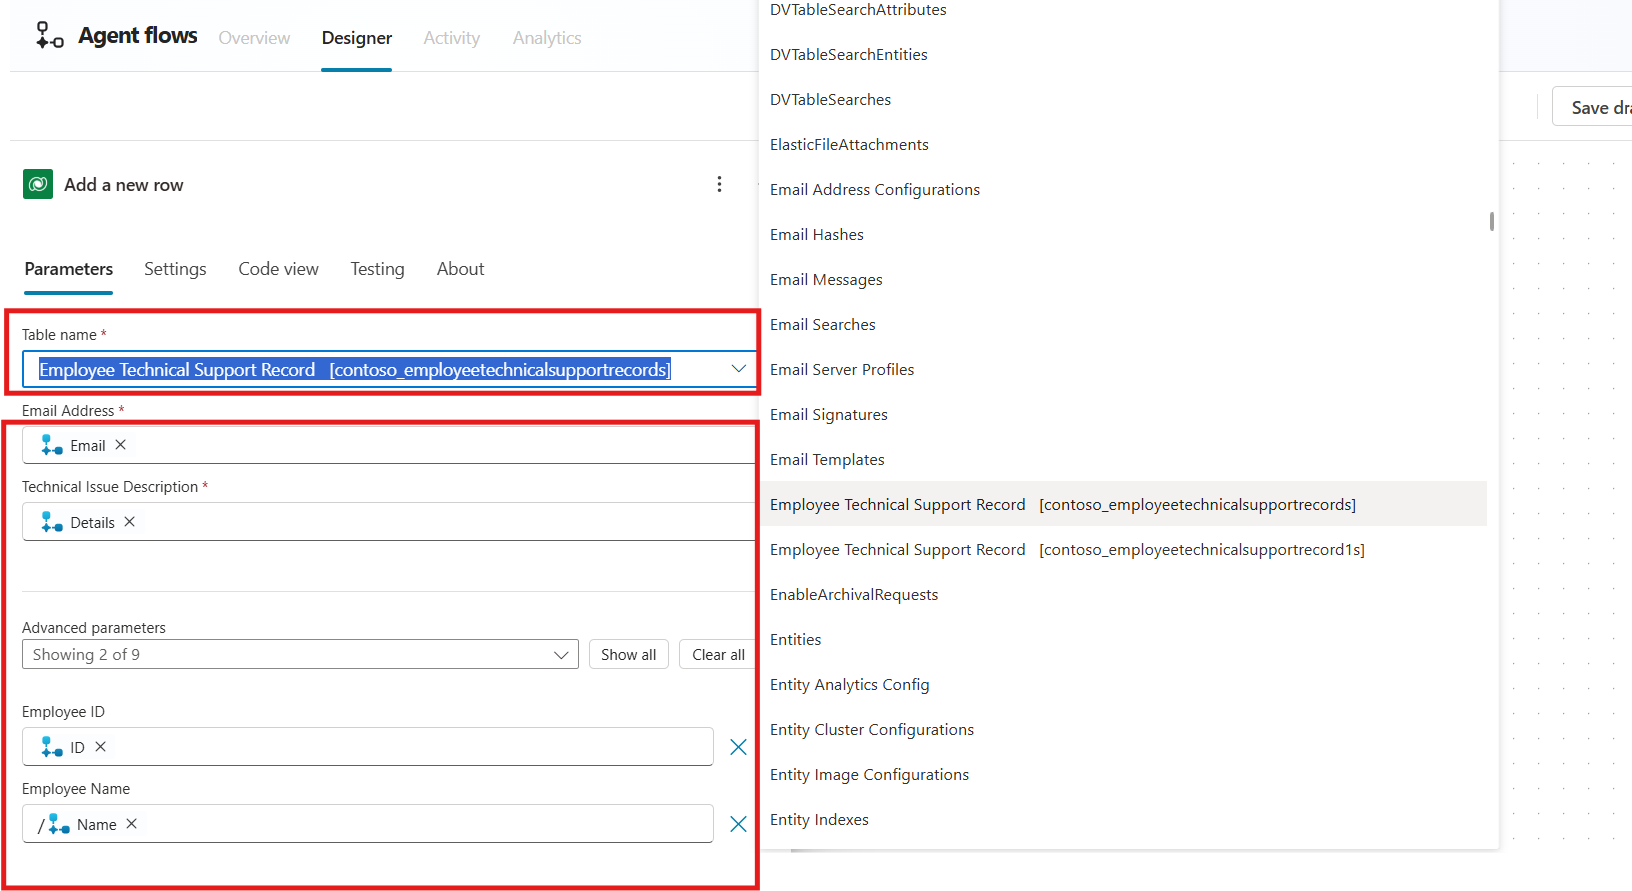 Agent flows
Overview
Designer
Activity
Analytics
Save dra
Add a new row
Parameters
Settings
Code view
Testing
About
Table name *
Employee Technical Support Record [contoso_employeetechnicalsupportrecords]
Email Address *
Email
Technical Issue Description *
Details
Advanced parameters
Showing 2 of 9
Show all
Clear all
Employee ID
ID
Employee Name
/ Name
DVTableSearchAttributes
DVTableSearchEntities
DVTableSearches
ElasticFileAttachments
Email Address Configurations
Email Hashes
Email Messages
Email Searches
Email Server Profiles
Email Signatures
Email Templates
Employee Technical Support Record [contoso_employeetechnicalsupportrecords]
Employee Technical Support Record [contoso_employeetechnicalsupportrecord1s]
EnableArchivalRequests
Entities
Entity Analytics Config
Entity Cluster Configurations
Entity Image Configurations
Entity Indexes